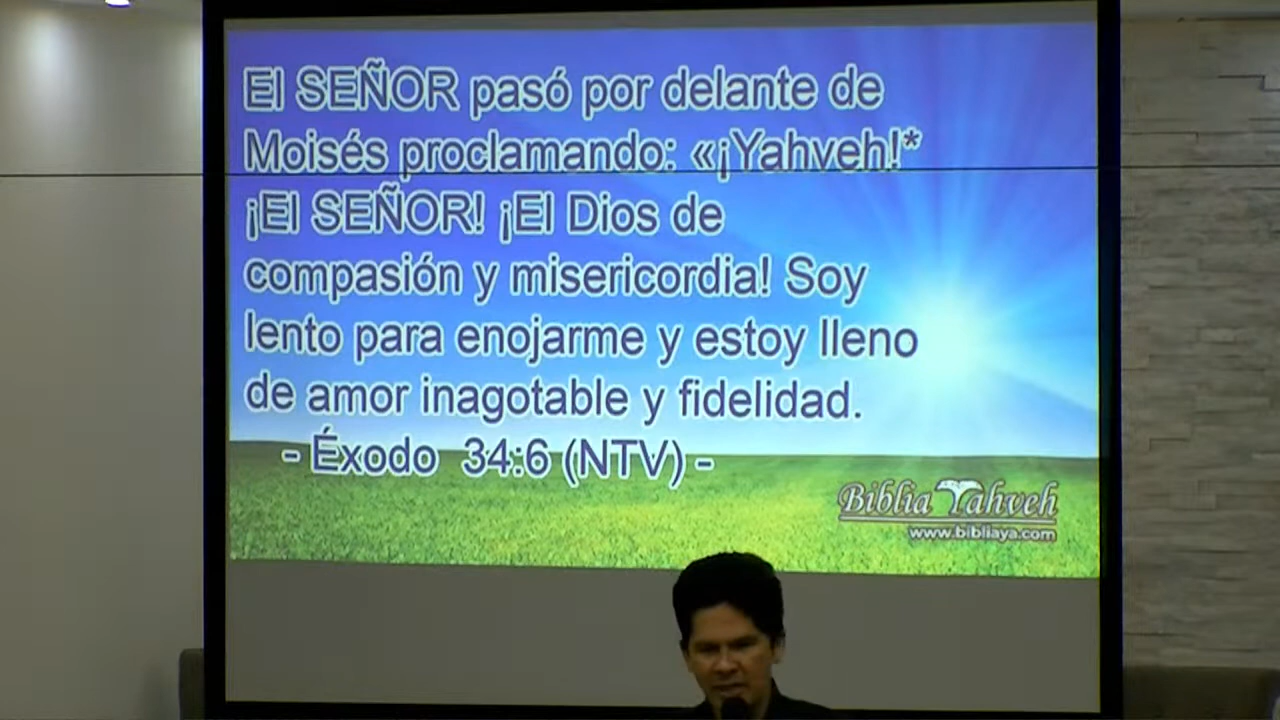 El SEÑOR pasó por delante de
Moisés proclamando: «¡Yahveh!*
¡El SEÑOR! ¡El Dios de
compasión y misericordia! Soy
lento para enojarme y estoy lleno
de amor inagotable y fidelidad.
- Éxodo 34:6 (NTV) -
Biblia Yahveh
www.bibliaya.com